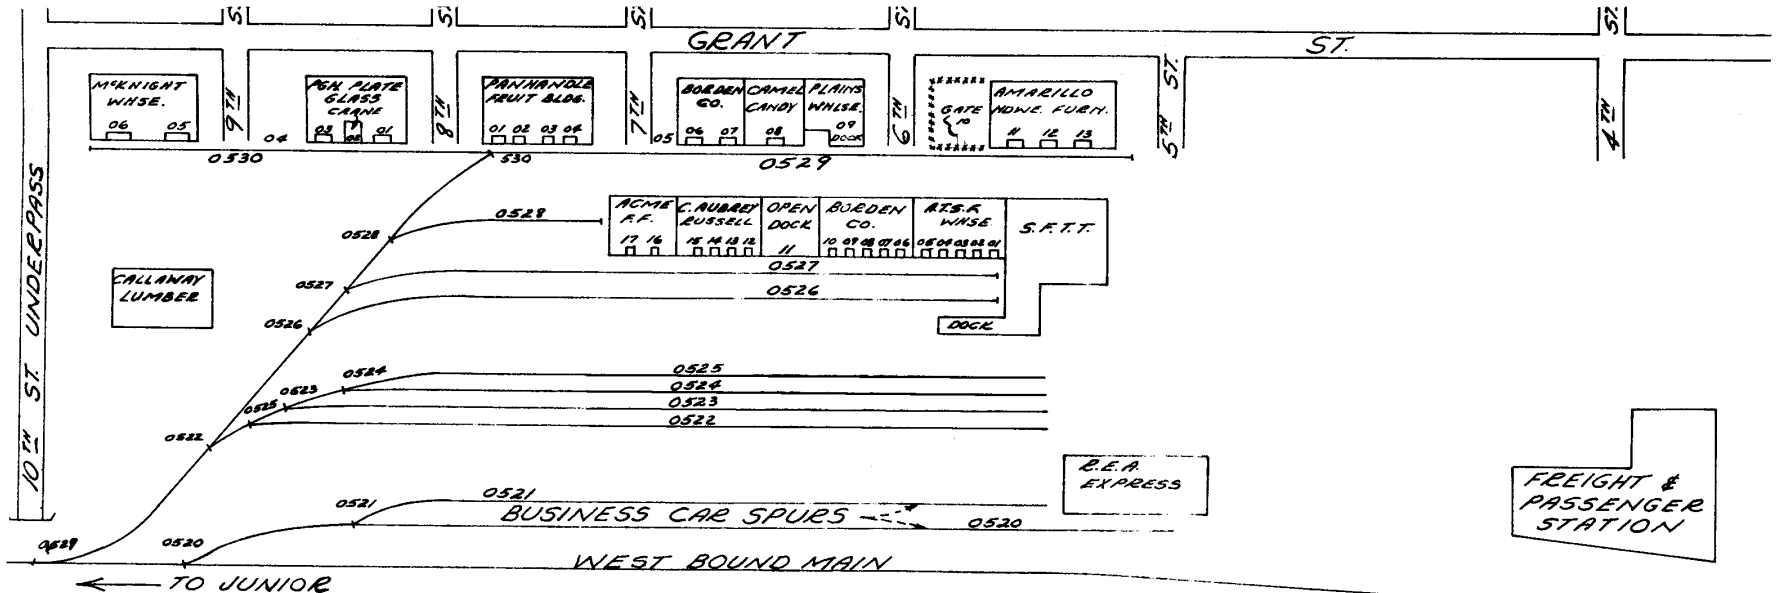 ST.
ST.
ST.
ST.
ST.
GRANT ST.
McKNIGHT
WHSE.
06 05
9TH
PGH. PLATE
GLASS
CRANE
04 03 02 01
8TH
PANHANDLE
FRUIT BLDG.
01 02 03 04
7TH
05
BORDEN
CO.
06 07
CAMEL
CANDY
08
PLAINS
WHLSE.
09
DOCK
6TH
GATE
10
AMARILLO
HDWE. FURN.
11 12 13
5TH ST.
4TH
0530
530
0529
10TH ST. UNDERPASS
0528
0528
ACME
F.F.
17 16
C. AUBREY
RUSSELL
15 14 13 12
OPEN
DOCK
11
BORDEN
CO.
10 09 08 07 06
A.T.S.F.
WHSE
05 04 03 02 01
S.F.T.T.
CALLAWAY
LUMBER
0527
0527
0526
0526
DOCK
0524
0525
0523
0524
0525
0523
0522
0522
R.E.A.
EXPRESS
FREIGHT &
PASSENGER
STATION
0521
0521
BUSINESS CAR SPURS
0520
0529
0520
WEST BOUND MAIN
TO JUNIOR